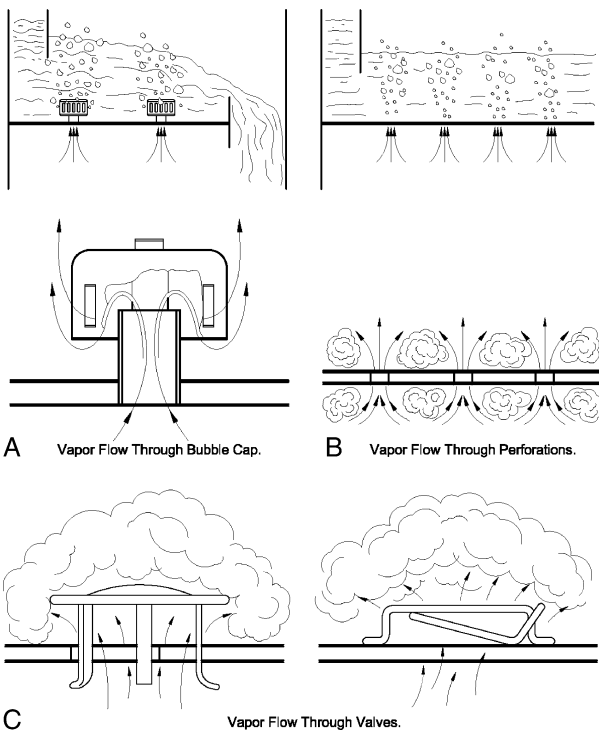 A Vapor Flow Through Bubble Cap.
B Vapor Flow Through Perforations.
C Vapor Flow Through Valves.